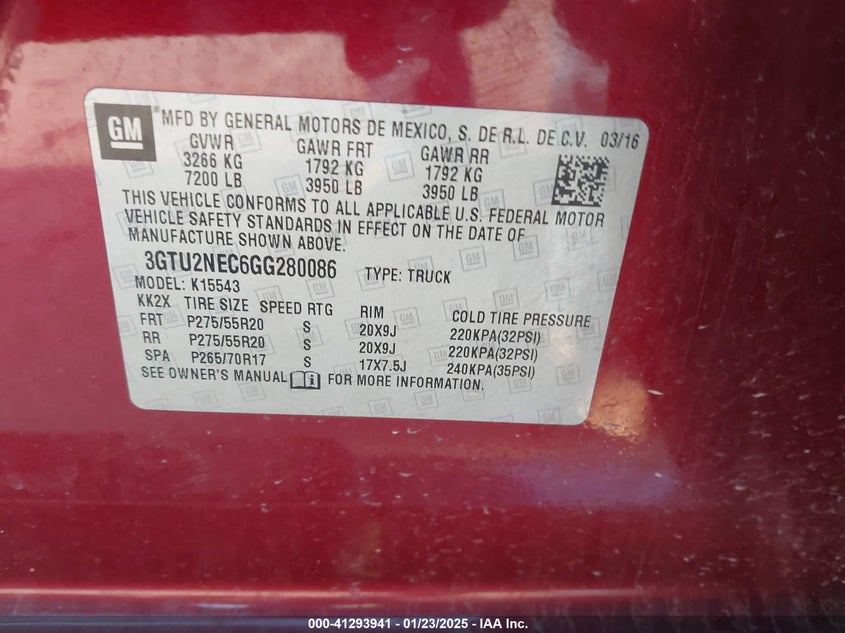 GM
MFD BY GENERAL MOTORS DE MEXICO, S. DE R.L. DE C.V. 03/16
GVWR GAWR FRT GAWR RR
3266 KG 1792 KG 1792 KG
7200 LB 3950 LB 3950 LB
THIS VEHICLE CONFORMS TO ALL APPLICABLE U.S. FEDERAL MOTOR
VEHICLE SAFETY STANDARDS IN EFFECT ON THE DATE OF
MANUFACTURE SHOWN ABOVE.
3GTU2NEC6GG280086 TYPE: TRUCK
MODEL: K15543
KK2X TIRE SIZE SPEED RTG RIM COLD TIRE PRESSURE
FRT P275/55R20 S 20X9J 220KPA(32PSI)
RR P275/55R20 S 20X9J 220KPA(32PSI)
SPA P265/70R17 S 17X7.5J 240KPA(35PSI)
SEE OWNER'S MANUAL FOR MORE INFORMATION.
000-41293941 - 01/23/2025 - IAA Inc.